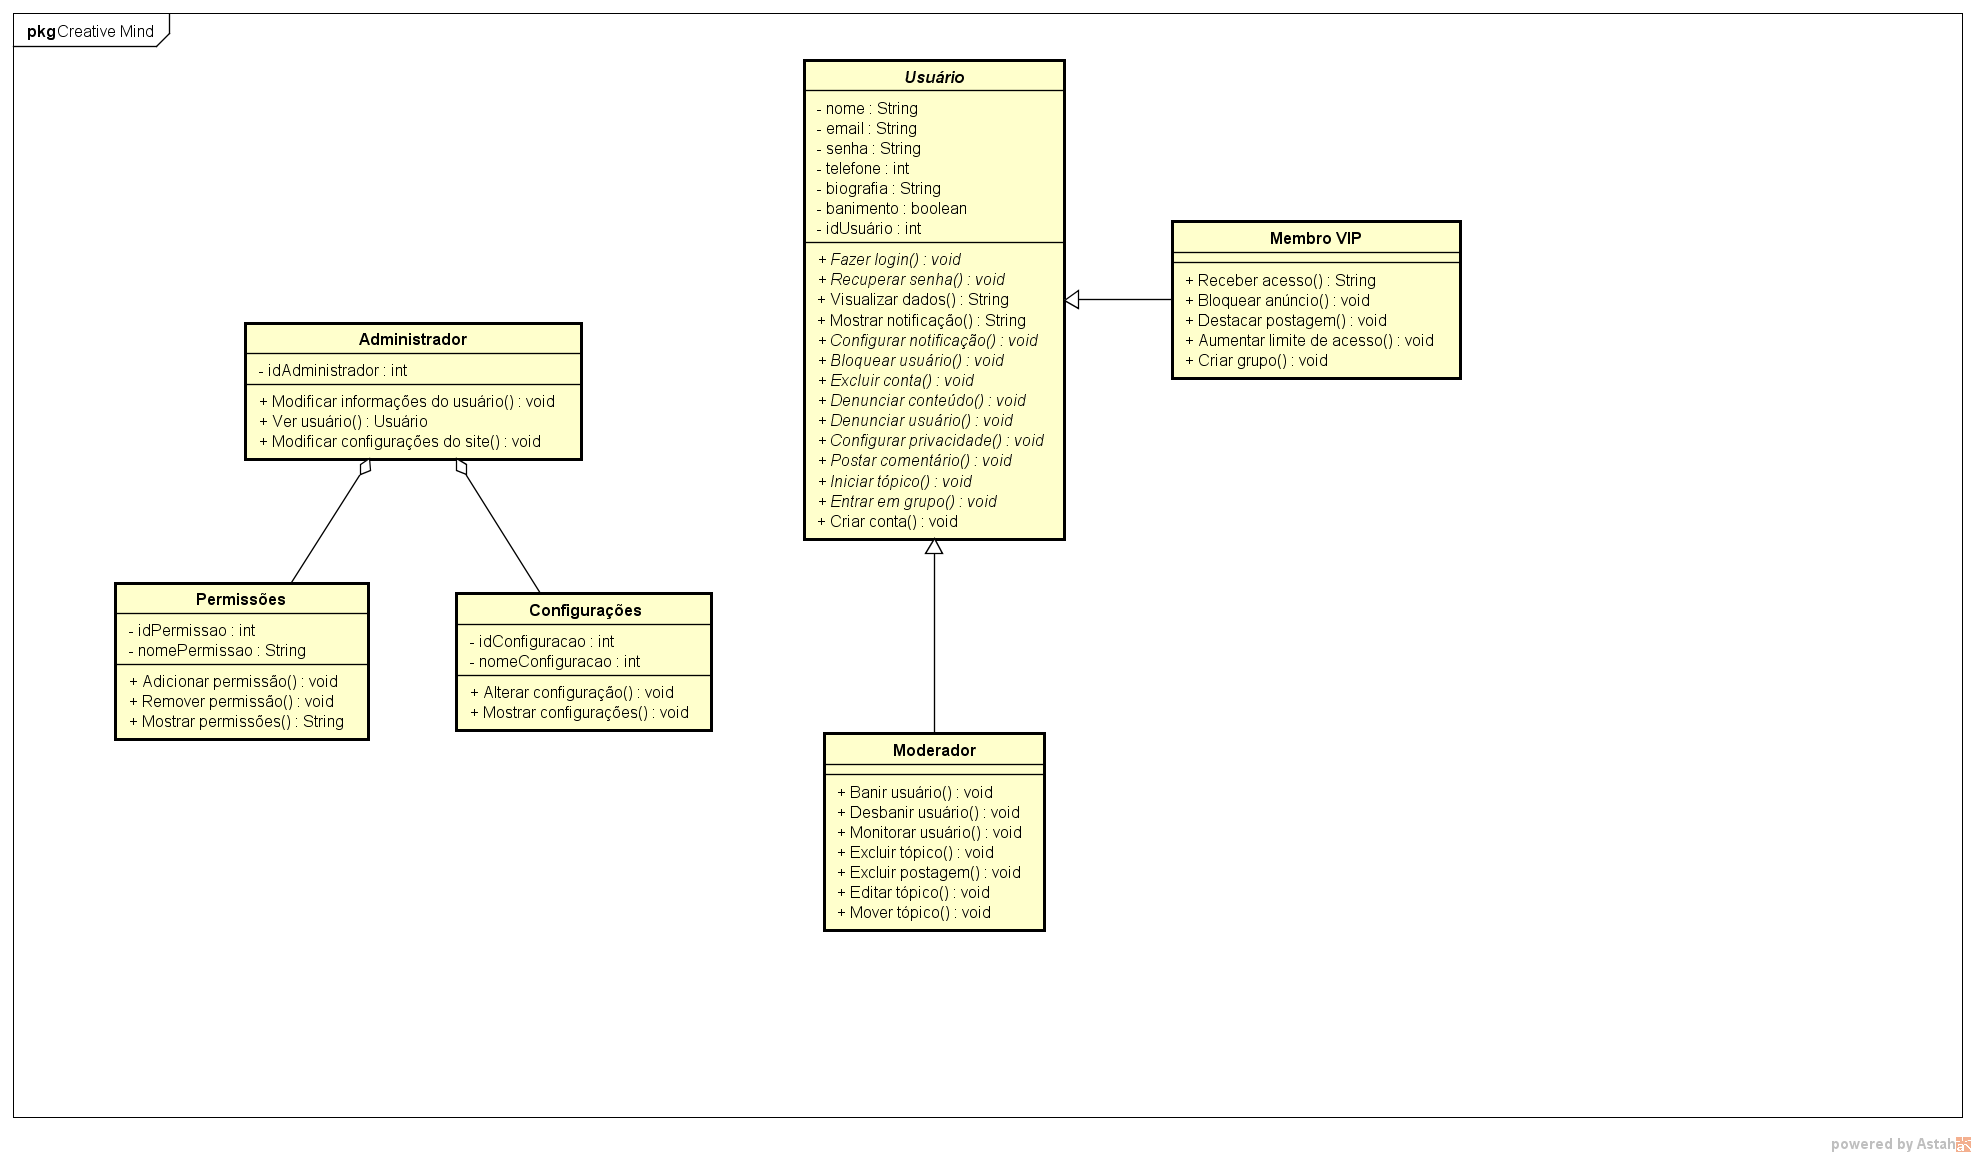 pkg Creative Mind
Usuário
- nome : String
- email : String
- senha : String
- telefone : int
- biografia : String
- banimento : boolean
- idUsuário : int
+ Fazer login() : void
+ Recuperar senha() : void
+ Visualizar dados() : String
+ Mostrar notificação() : String
+ Configurar notificação() : void
+ Bloquear usuário() : void
+ Excluir conta() : void
+ Denunciar conteúdo() : void
+ Denunciar usuário() : void
+ Configurar privacidade() : void
+ Postar comentário() : void
+ Iniciar tópico() : void
+ Entrar em grupo() : void
+ Criar conta() : void
Membro VIP
+ Receber acesso() : String
+ Bloquear anúncio() : void
+ Destacar postagem() : void
+ Aumentar limite de acesso() : void
+ Criar grupo() : void
Administrador
- idAdministrador : int
+ Modificar informações do usuário() : void
+ Ver usuário() : Usuário
+ Modificar configurações do site() : void
Permissões
- idPermissao : int
- nomePermissao : String
+ Adicionar permissão() : void
+ Remover permissão() : void
+ Mostrar permissões() : String
Configurações
- idConfiguracao : int
- nomeConfiguracao : int
+ Alterar configuração() : void
+ Mostrar configurações() : void
Moderador
+ Banir usuário() : void
+ Desbanir usuário() : void
+ Monitorar usuário() : void
+ Excluir tópico() : void
+ Excluir postagem() : void
+ Editar tópico() : void
+ Mover tópico() : void
powered by Astah